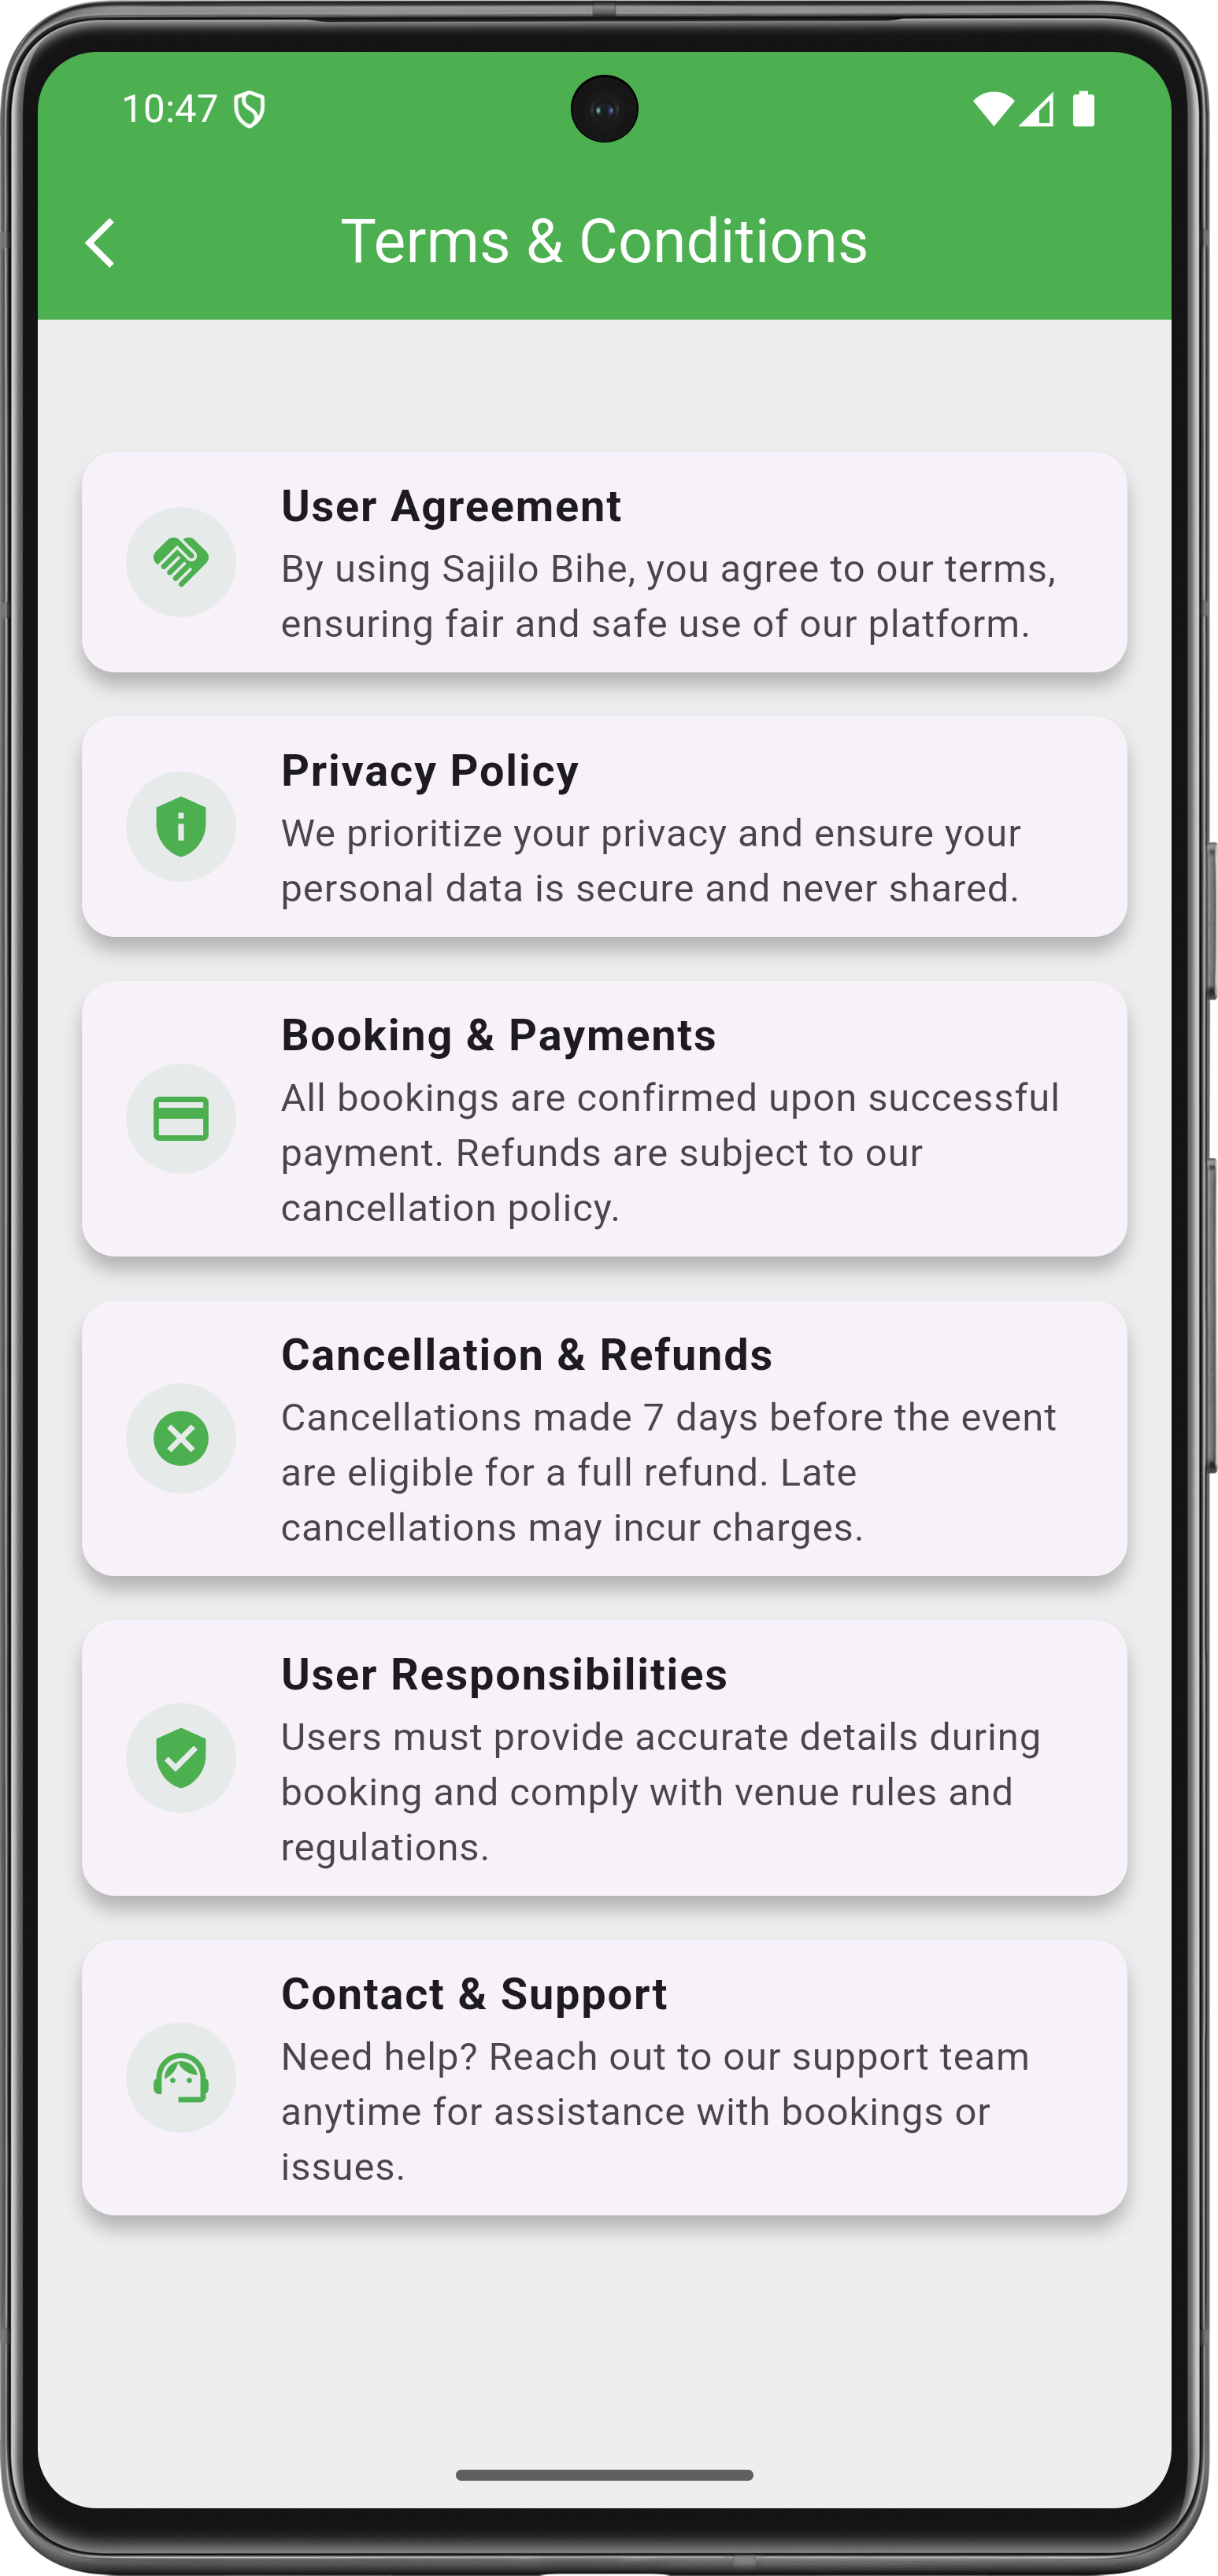 10:47
Terms & Conditions
User Agreement
By using Sajilo Bihe, you agree to our terms,
ensuring fair and safe use of our platform.
Privacy Policy
We prioritize your privacy and ensure your
personal data is secure and never shared.
Booking & Payments
All bookings are confirmed upon successful
payment. Refunds are subject to our
cancellation policy.
Cancellation & Refunds
Cancellations made 7 days before the event
are eligible for a full refund. Late
cancellations may incur charges.
User Responsibilities
Users must provide accurate details during
booking and comply with venue rules and
regulations.
Contact & Support
Need help? Reach out to our support team
anytime for assistance with bookings or
issues.